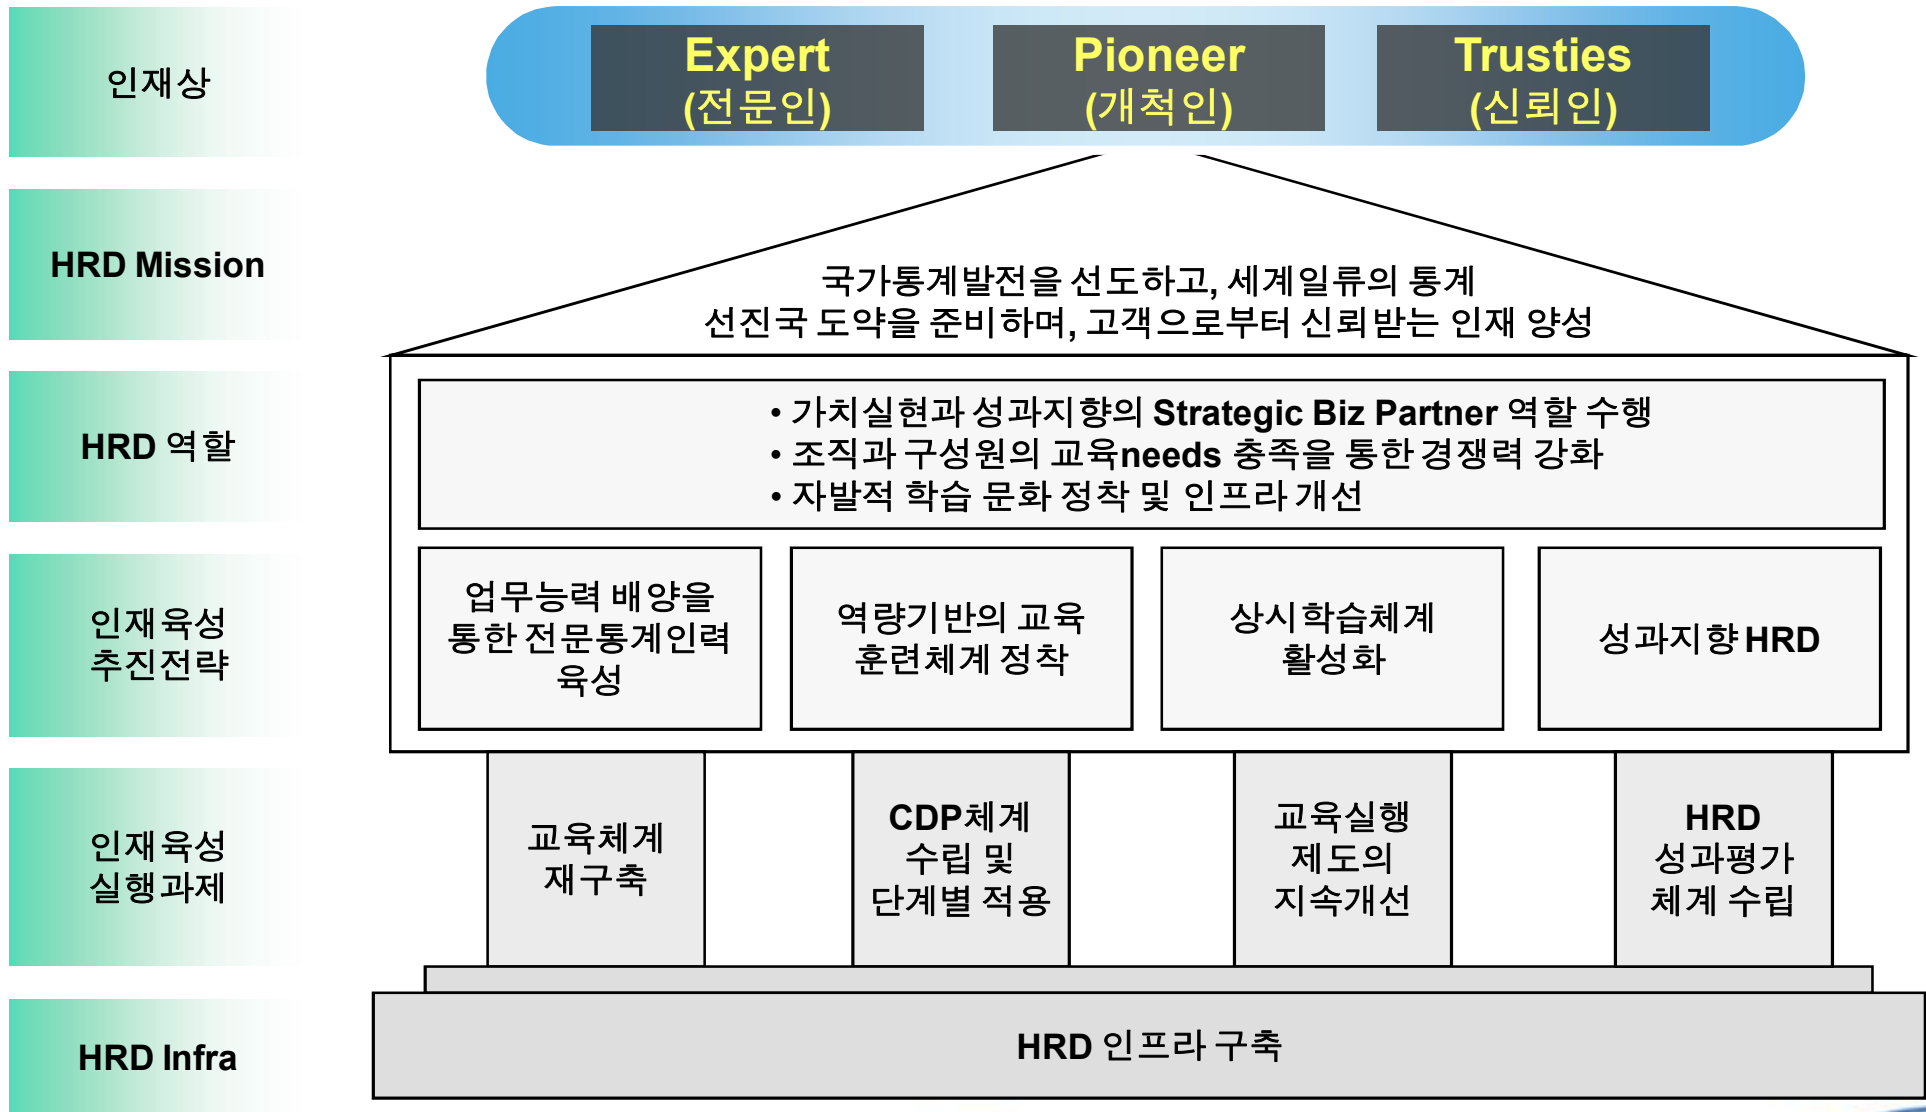 인재상
Expert
(전문인)
Pioneer
(개척인)
Trusties
(신뢰인)
HRD Mission
국가통계발전을 선도하고, 세계일류의 통계
선진국 도약을 준비하며, 고객으로부터 신뢰받는 인재 양성
HRD 역할
• 가치실현과 성과지향의 Strategic Biz Partner 역할 수행
• 조직과 구성원의 교육needs 충족을 통한 경쟁력 강화
• 자발적 학습 문화 정착 및 인프라 개선
인재육성
추진전략
업무능력 배양을
통한 전문통계인력
육성
역량기반의 교육
훈련체계 정착
상시학습체계
활성화
성과지향 HRD
인재육성
실행과제
교육체계
재구축
CDP체계
수립 및
단계별 적용
교육실행
제도의
지속개선
HRD
성과평가
체계 수립
HRD Infra
HRD 인프라 구축